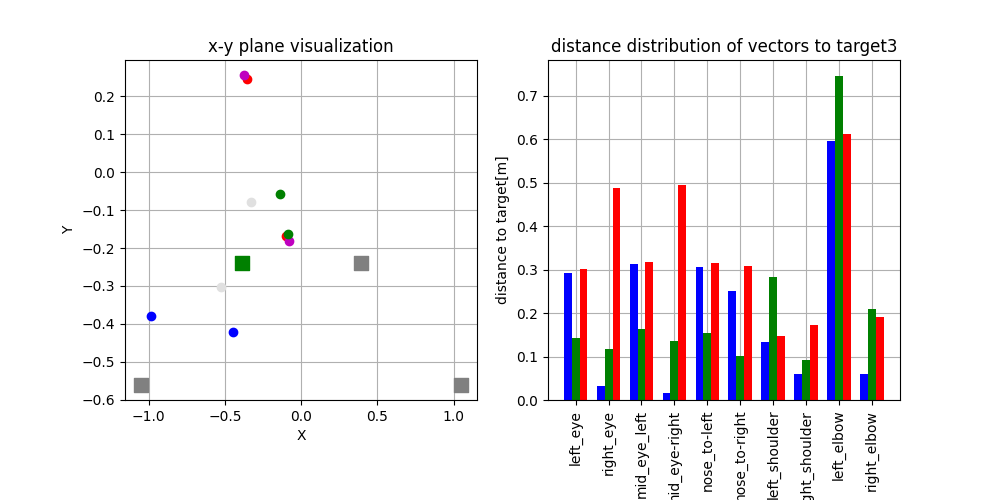 x-y plane visualization
0.2
0.1
0.0
−0.1
−0.2
−0.3
−0.4
−0.5
−0.6
Y
−1.0 −0.5 0.0 0.5 1.0
X
distance distribution of vectors to target3
0.7
0.6
0.5
0.4
0.3
0.2
0.1
0.0
distance to target[m]
left_eye
right_eye
mid_eye_left
mid_eye-right
nose_to-left
nose_to-right
left_shoulder
ght_shoulder
left_elbow
right_elbow